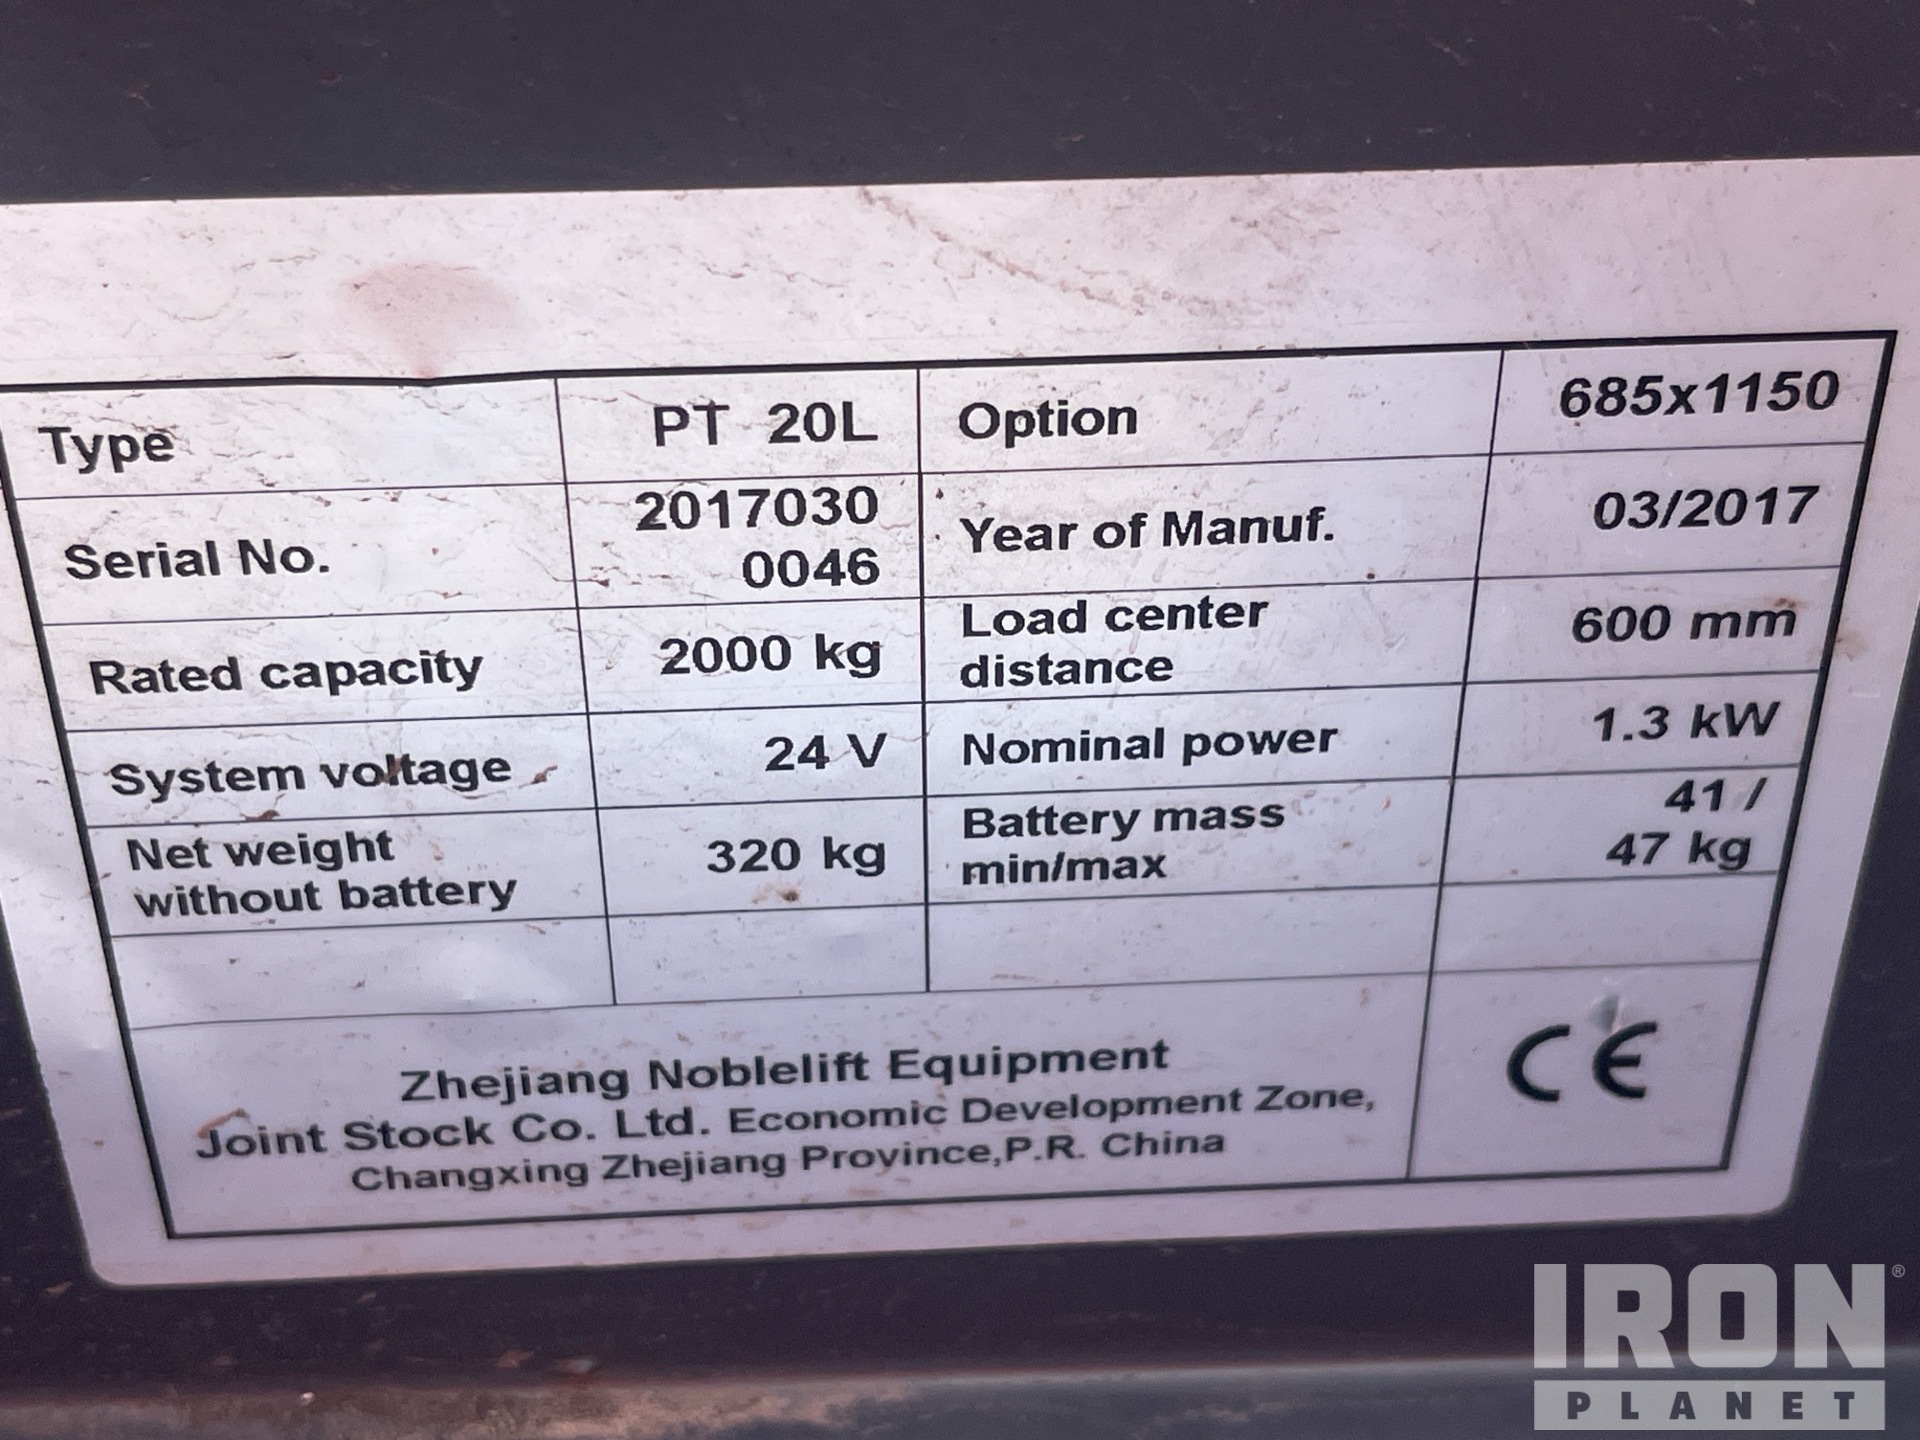 Type PT 20L Option 685x1150
Serial No. 2017030 0046 Year of Manuf. 03/2017
Rated capacity 2000 kg Load center distance 600 mm
System voltage 24 V Nominal power 1.3 kW
Net weight without battery 320 kg Battery mass min/max 41 / 47 kg
Zhejiang Noblelift Equipment
Joint Stock Co. Ltd. Economic Development Zone,
Changxing Zhejiang Province,P.R. China
CE
IRON ®
PLANET